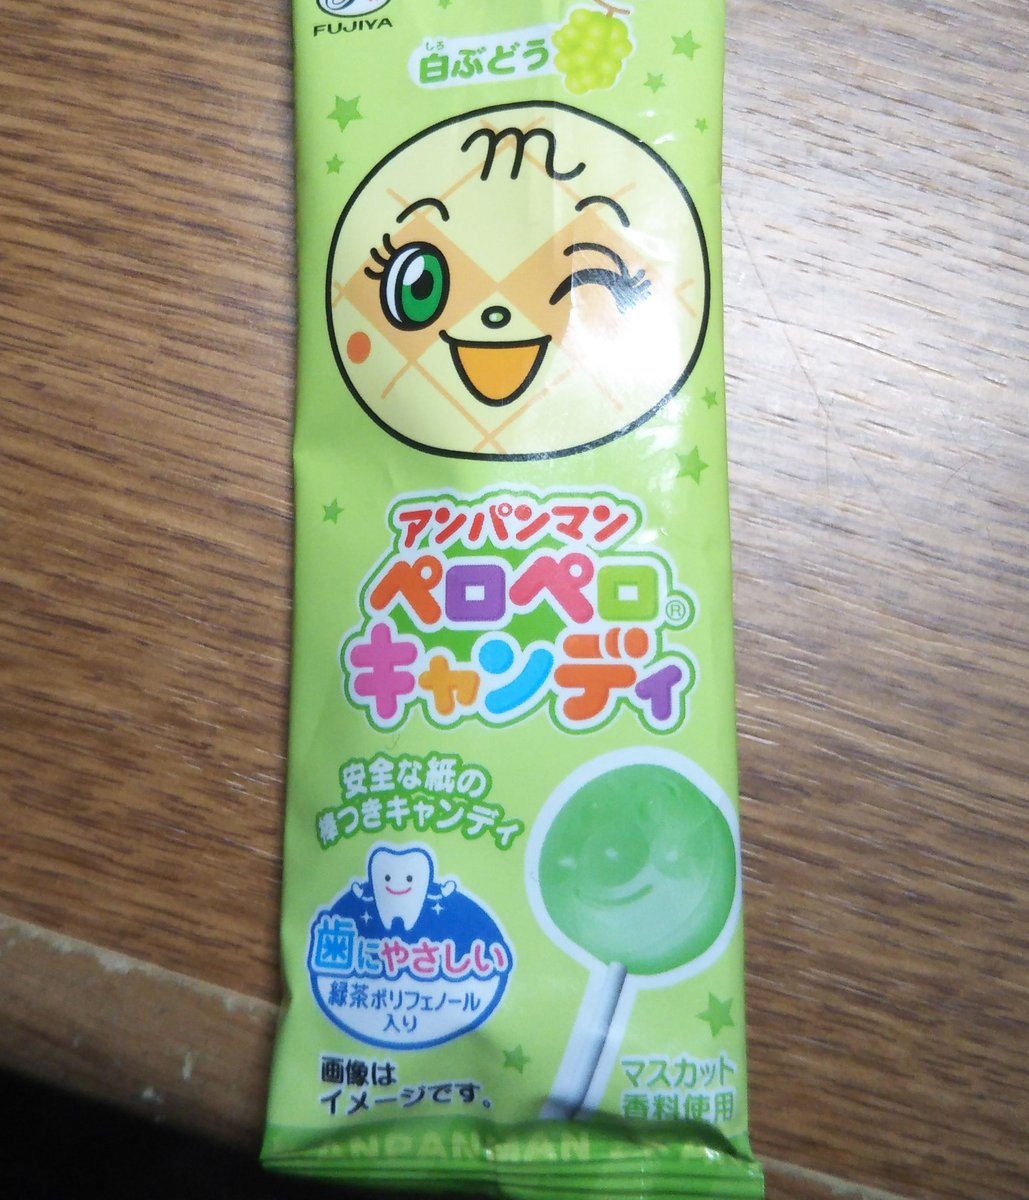 FUJIYA
しろ
白ぶどう
m
アンパンマン
ペロペロ®
キャンディ
安全な紙の
棒つきキャンディ
歯にやさしい
緑茶ポリフェノール
入り
画像は
イメージです。
マスカット
香料使用
ANPANMAN